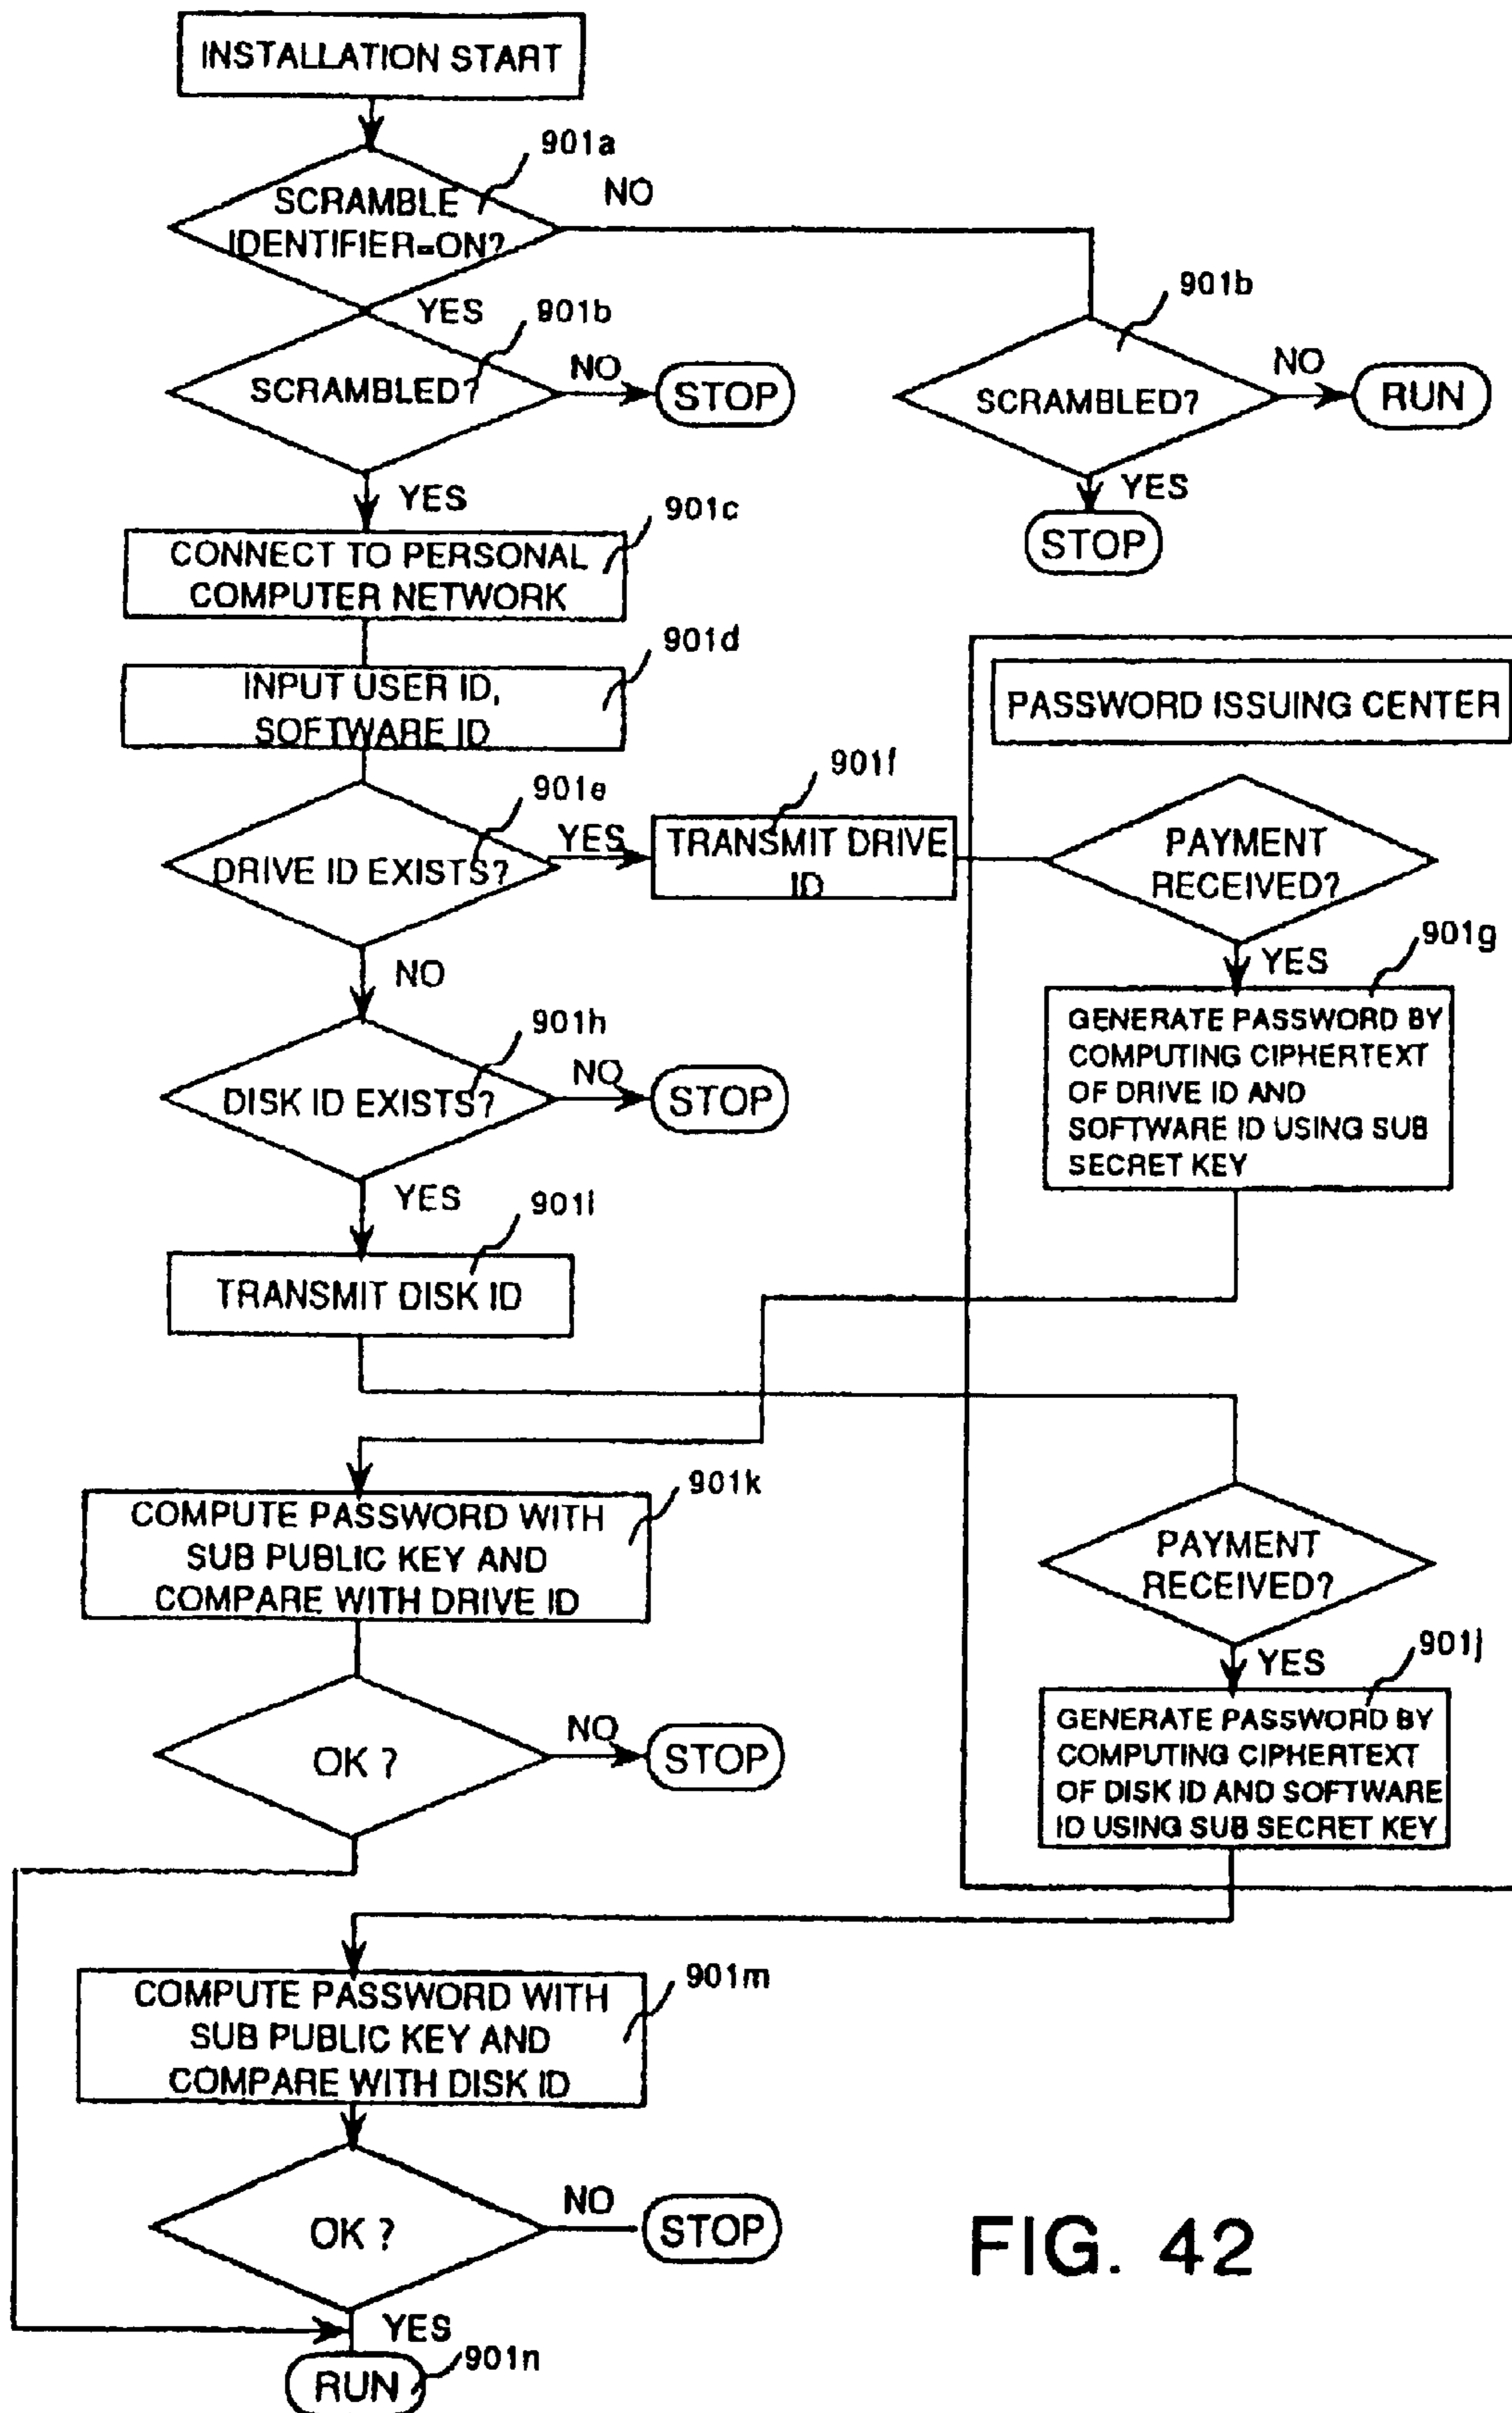 INSTALLATION START
901a
SCRAMBLE
IDENTIFIER=ON?
NO
YES
901b
SCRAMBLED?
NO
STOP
901b
SCRAMBLED?
NO
RUN
YES
STOP
YES
901c
CONNECT TO PERSONAL
COMPUTER NETWORK
901d
INPUT USER ID,
SOFTWARE ID
PASSWORD ISSUING CENTER
901e
DRIVE ID EXISTS?
YES
901f
TRANSMIT DRIVE
ID
PAYMENT
RECEIVED?
YES
901g
GENERATE PASSWORD BY
COMPUTING CIPHERTEXT
OF DRIVE ID AND
SOFTWARE ID USING SUB
SECRET KEY
NO
901h
DISK ID EXISTS?
NO
STOP
YES
901i
TRANSMIT DISK ID
901k
COMPUTE PASSWORD WITH
SUB PUBLIC KEY AND
COMPARE WITH DRIVE ID
PAYMENT
RECEIVED?
YES
901j
GENERATE PASSWORD BY
COMPUTING CIPHERTEXT
OF DISK ID AND SOFTWARE
ID USING SUB SECRET KEY
OK ?
NO
STOP
901m
COMPUTE PASSWORD WITH
SUB PUBLIC KEY AND
COMPARE WITH DISK ID
OK ?
NO
STOP
YES
RUN
901n
FIG. 42